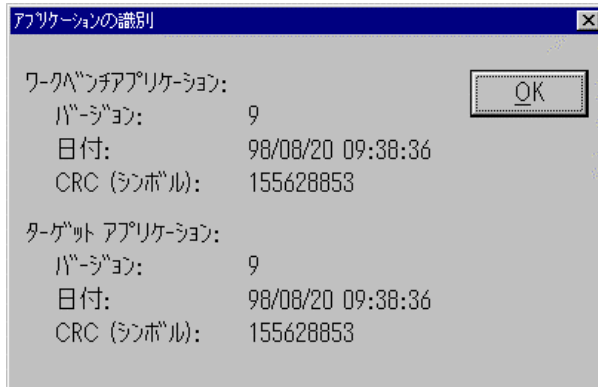 アプリケーションの識別
ワークベンチアプリケーション:
OK
バージョン: 9
日付: 98/08/20 09:38:36
CRC (シンボル): 155628853
ターゲット アプリケーション:
バージョン: 9
日付: 98/08/20 09:38:36
CRC (シンボル): 155628853